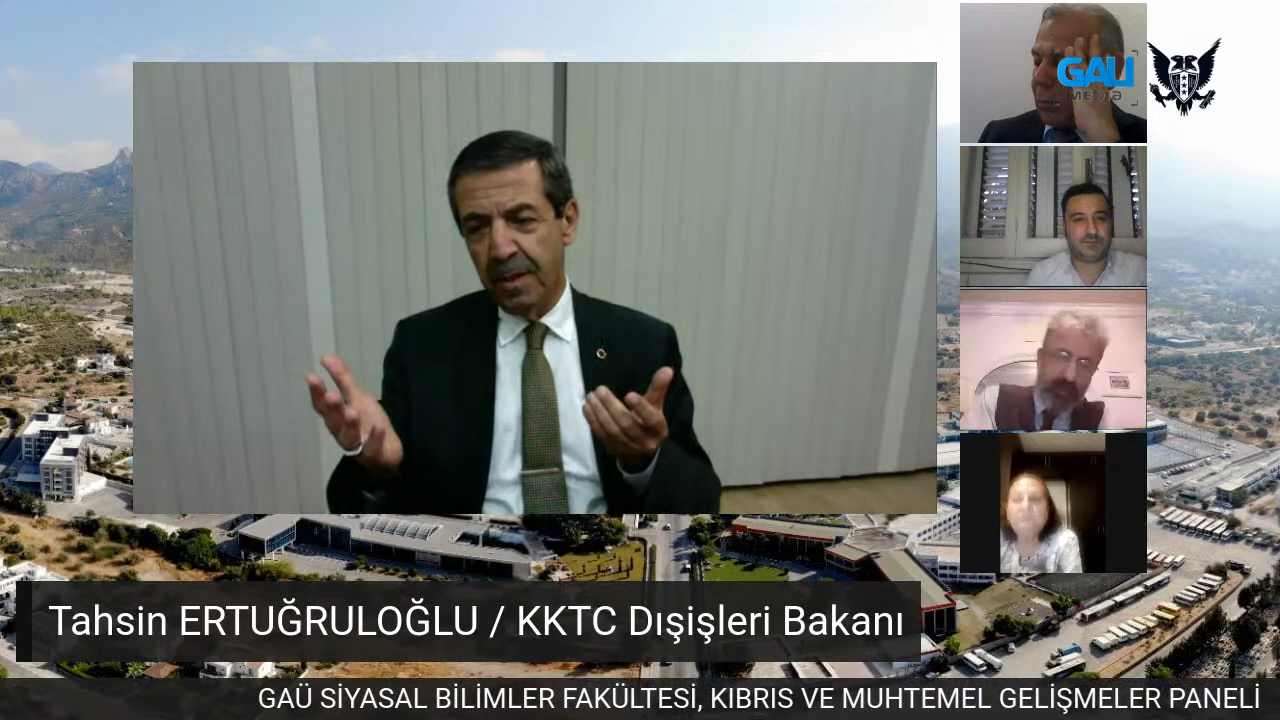 GAU
MEDIA
Tahsin ERTUĞRULOĞLU / KKTC Dışişleri Bakanı
GAÜ SİYASAL BİLİMLER FAKÜLTESİ, KIBRIS VE MUHTEMEL GELİŞMELER PANELİ